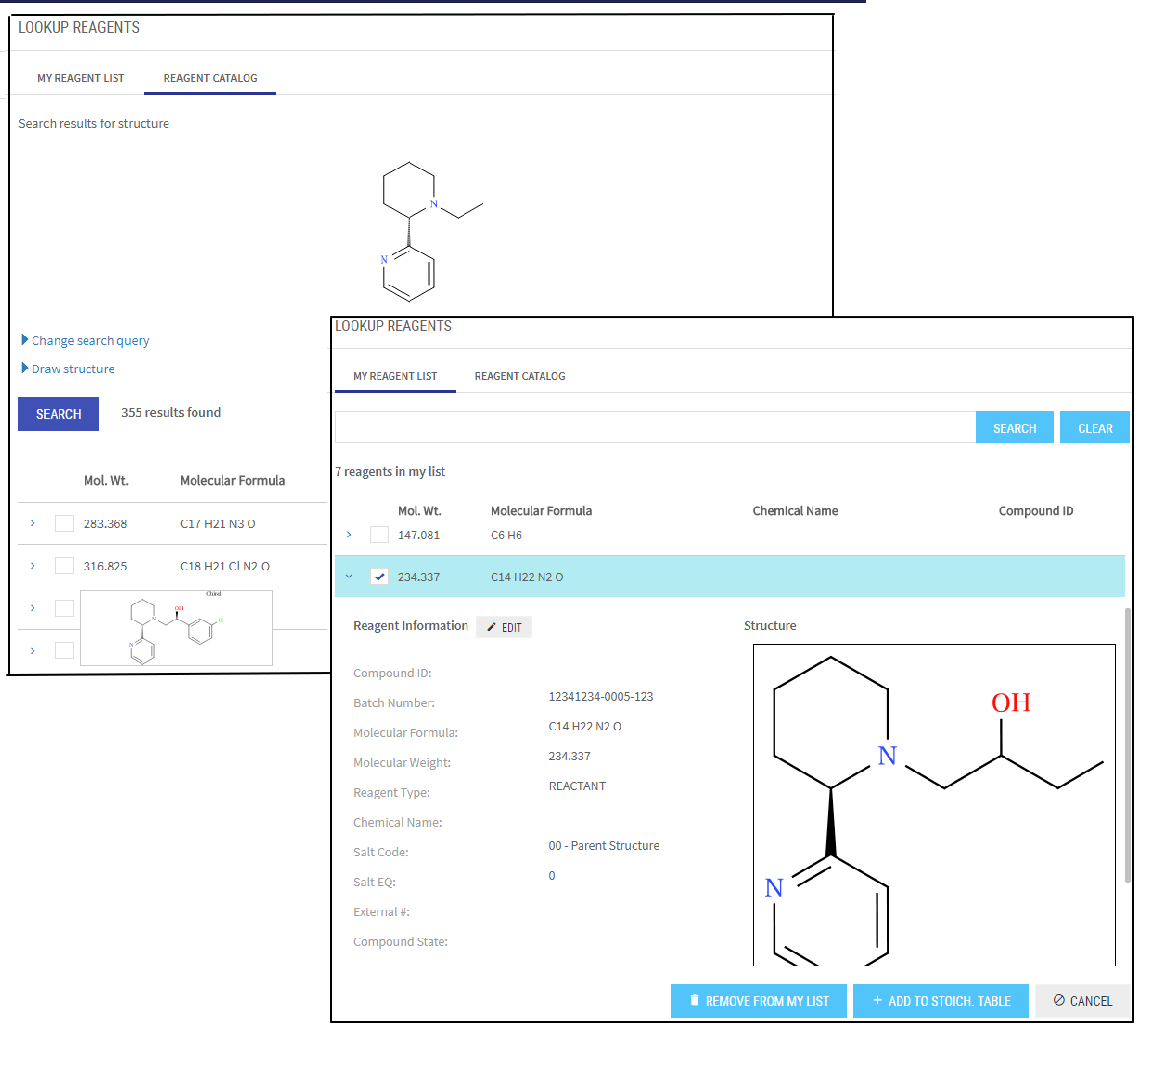 LOOKUP REAGENTS
MY REAGENT LIST REAGENT CATALOG
Search results for structure
N
N
Change search query
Draw structure
SEARCH 355 results found
Mol. Wt. Molecular Formula
283.368 C17 H21 N3 O
316.825 C18 H21 Cl N2 O
Chiral
OH
N
Cl
N
LOOKUP REAGENTS
MY REAGENT LIST REAGENT CATALOG
SEARCH CLEAR
7 reagents in my list
Mol. Wt. Molecular Formula Chemical Name Compound ID
147.081 C6 H6
234.337 C14 H22 N2 O
Reagent Information EDIT Structure
Compound ID:
Batch Number: 12341234-0005-123
Molecular Formula: C14 H22 N2 O
Molecular Weight: 234.337
Reagent Type: REACTANT
Chemical Name:
Salt Code: 00 - Parent Structure
Salt EQ: 0
External #:
Compound State:
OH
N
N
REMOVE FROM MY LIST + ADD TO STOICH. TABLE CANCEL